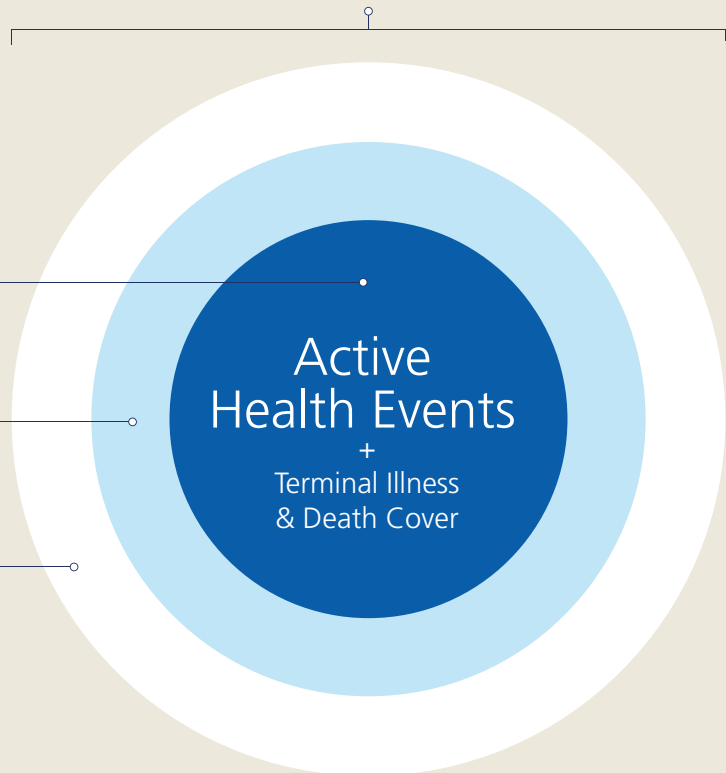 Active
Health Events
+
Terminal Illness
& Death Cover